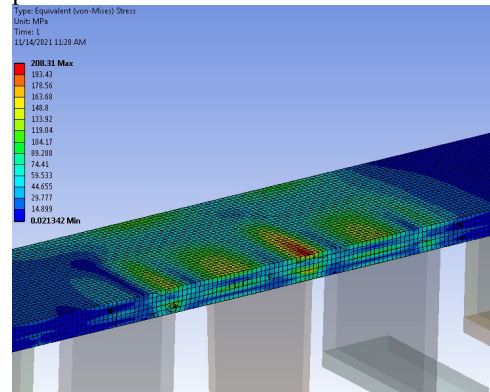 Type: Equivalent (von-Mises) Stress
Unit: MPa
Time: 1
11/14/2021 11:28 AM
208.31 Max
193.43
178.56
163.68
148.8
133.92
119.04
104.17
89.288
74.41
59.533
44.655
29.777
14.899
0.021342 Min